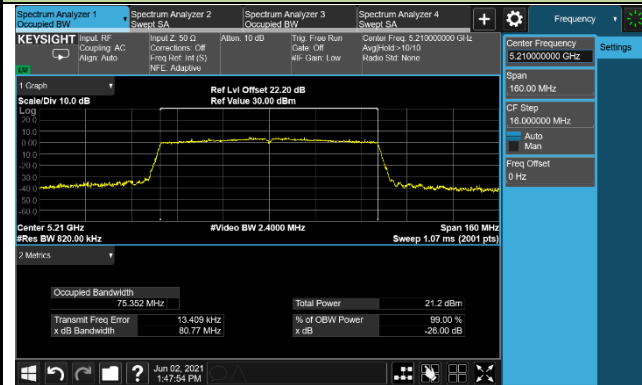 Spectrum Analyzer 1
Occupied BW
Spectrum Analyzer 2
Swept SA
Spectrum Analyzer 3
Occupied BW
Spectrum Analyzer 4
Swept SA
Frequency
KEYSIGHT
Input: RF
Coupling: AC
Align: Auto
Input Z: 50 Ω
Corrections: Off
Freq Ref: Int (S)
NFE: Adaptive
Atten: 10 dB
Trig: Free Run
Gate: Off
#IF Gain: Low
Center Freq: 5.210000000 GHz
Avg|Hold:>10/10
Radio Std: None
Center Frequency
5.210000000 GHz
Settings
Span
160.00 MHz
CF Step
16.000000 MHz
Auto
Man
Freq Offset
0 Hz
1 Graph
Scale/Div 10.0 dB
Ref Lvl Offset 22.20 dB
Ref Value 30.00 dBm
Log
20.0
10.0
0.00
-10.0
-20.0
-30.0
-40.0
-50.0
-60.0
Center 5.21 GHz
#Video BW 2.4000 MHz
Span 160 MHz
#Res BW 820.00 kHz
Sweep 1.07 ms (2001 pts)
2 Metrics
Occupied Bandwidth
75.352 MHz
Total Power
21.2 dBm
Transmit Freq Error
13.409 kHz
% of OBW Power
99.00 %
x dB Bandwidth
80.77 MHz
x dB
-26.00 dB
Jun 02, 2021
1:47:54 PM